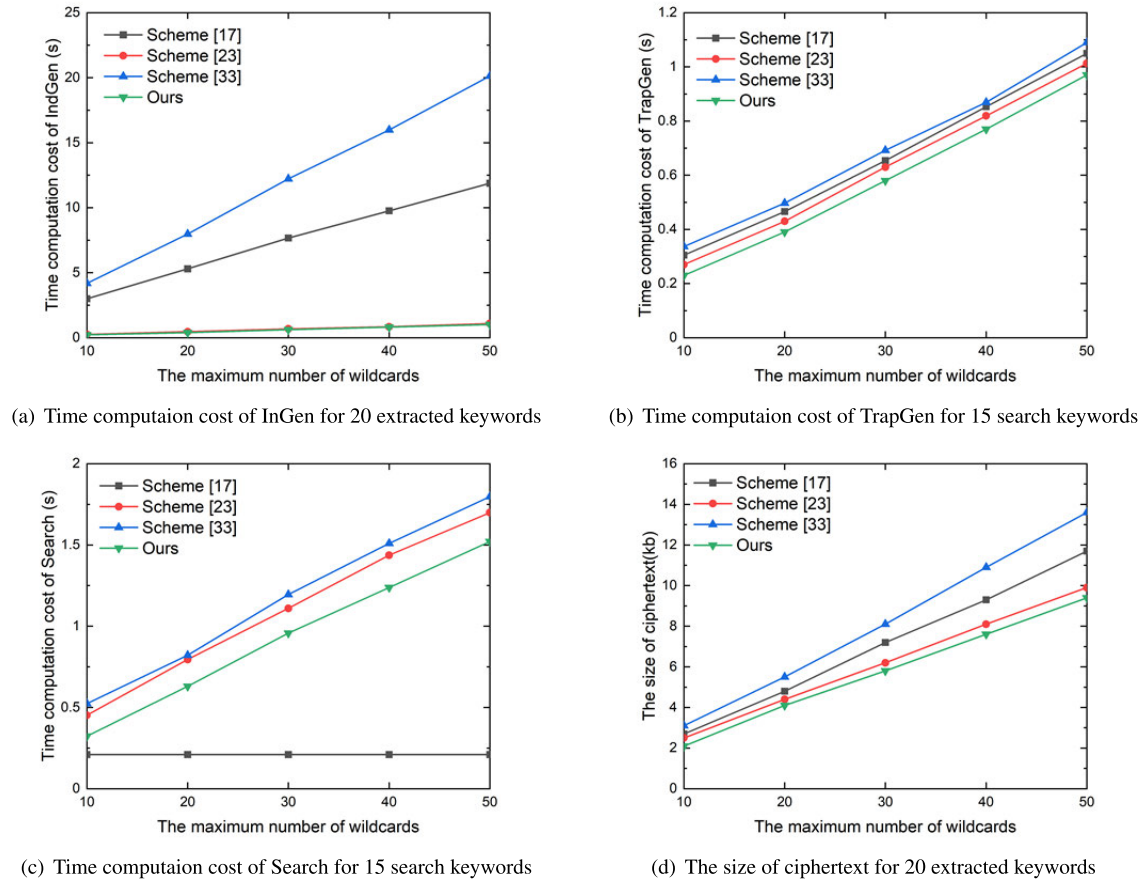 25
20
15
10
5
0
Time computation cost of IndGen (s)
Scheme [17]
Scheme [23]
Scheme [33]
Ours
10 20 30 40 50
The maximum number of wildcards
(a) Time computaion cost of InGen for 20 extracted keywords
1.2
1
0.8
0.6
0.4
0.2
0
Time computation cost of TrapGen (s)
Scheme [17]
Scheme [23]
Scheme [33]
Ours
10 20 30 40 50
The maximum number of wildcards
(b) Time computaion cost of TrapGen for 15 search keywords
2
1.5
1
0.5
0
Time computation cost of Search (s)
Scheme [17]
Scheme [23]
Scheme [33]
Ours
10 20 30 40 50
The maximum number of wildcards
(c) Time computaion cost of Search for 15 search keywords
16
14
12
10
8
6
4
2
0
The size of ciphertext(kb)
Scheme [17]
Scheme [23]
Scheme [33]
Ours
10 20 30 40 50
The maximum number of wildcards
(d) The size of ciphertext for 20 extracted keywords